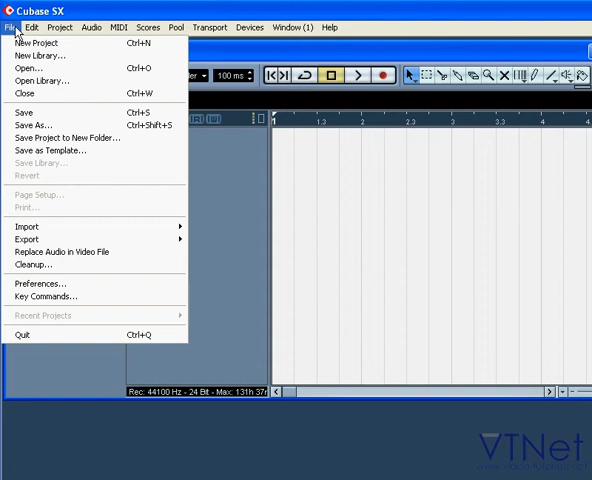 Cubase SX
File Edit Project Audio MIDI Scores Pool Transport Devices Window (1) Help
New Project Ctrl+N
New Library...
Open... Ctrl+O
Open Library...
Close Ctrl+W
Save Ctrl+S
Save As... Ctrl+Shift+S
Save Project to New Folder...
Save as Template...
Save Library...
Revert
Page Setup...
Print...
Import
Export
Replace Audio in Video File
Cleanup...
Preferences...
Key Commands...
Recent Projects
Quit Ctrl+Q
100 ms
1 1.3 2 2.3 3 3.3 4 4
Rec: 44100 Hz - 24 Bit - Max: 131h 37
VTNet